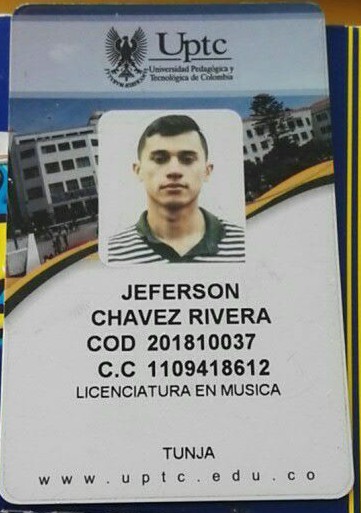 Uptc
Universidad Pedagógica y
Tecnológica de Colombia
JEFERSON
CHAVEZ RIVERA
COD 201810037
C.C 1109418612
LICENCIATURA EN MUSICA
TUNJA
www.uptc.edu.co